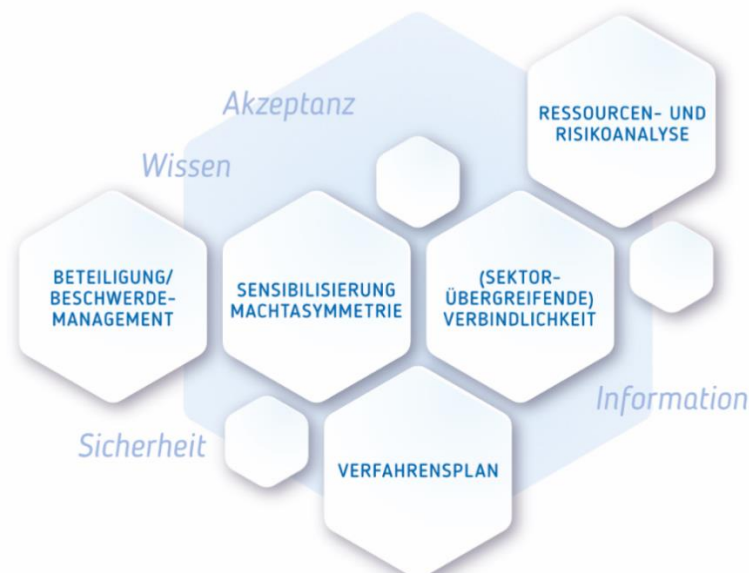 Akzeptanz
RESSOURCEN- UND
RISIKOANALYSE
Wissen
BETEILIGUNG/
BESCHWERDE-
MANAGEMENT
SENSIBILISIERUNG
MACHTASYMMETRIE
(SEKTOR-
ÜBERGREIFENDE)
VERBINDLICHKEIT
Information
Sicherheit
VERFAHRENSPLAN